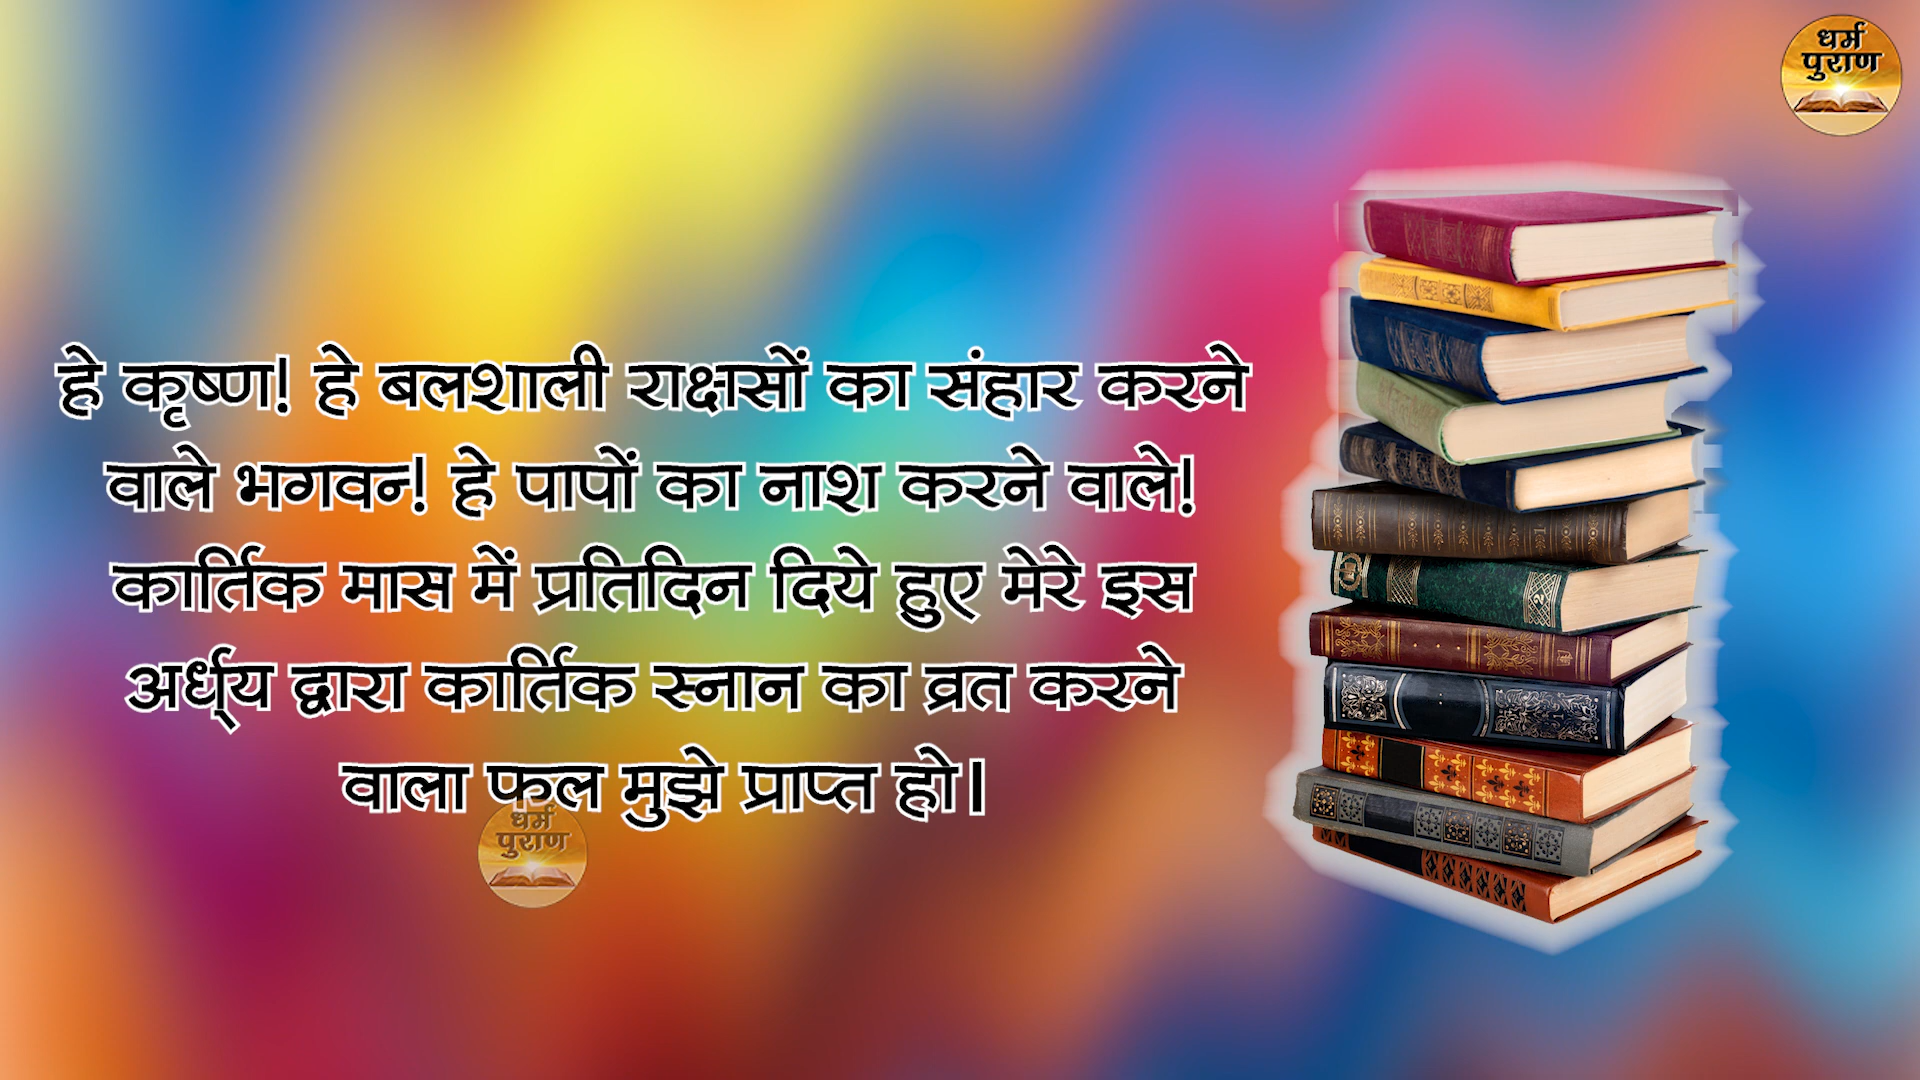 धर्म
पुराण
हे कृष्ण! हे बलशाली राक्षसों का संहार करने
वाले भगवन! हे पापों का नाश करने वाले!
कार्तिक मास में प्रतिदिन दिये हुए मेरे इस
अर्ध्‌य द्वारा कार्तिक स्नान का व्रत करने
वाला फल मुझे प्राप्त हो।
धर्म
पुराण